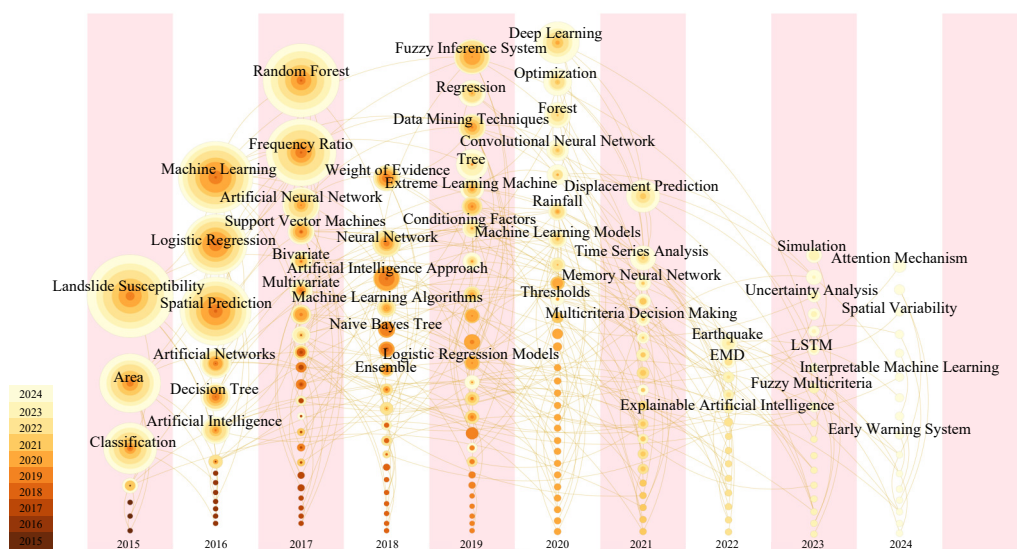 Deep Learning
Fuzzy Inference System
Random Forest
Optimization
Regression
Forest
Data Mining Techniques
Frequency Ratio
Convolutional Neural Network
Tree
Machine Learning
Weight of Evidence
Extreme Learning Machine
Displacement Prediction
Artificial Neural Network
Rainfall
Support Vector Machines
Conditioning Factors
Machine Learning Models
Logistic Regression
Neural Network
Simulation
Bivariate
Time Series Analysis
Attention Mechanism
Artificial Intelligence Approach
Memory Neural Network
Landslide Susceptibility
Multivariate
Thresholds
Uncertainty Analysis
Spatial Prediction
Machine Learning Algorithms
Spatial Variability
Multicriteria Decision Making
Naive Bayes Tree
Earthquake
LSTM
Artificial Networks
Logistic Regression Models
EMD
Ensemble
Interpretable Machine Learning
Area
Decision Tree
Fuzzy Multicriteria
Explainable Artificial Intelligence
Artificial Intelligence
Early Warning System
Classification
2024
2023
2022
2021
2020
2019
2018
2017
2016
2015
2015 2016 2017 2018 2019 2020 2021 2022 2023 2024